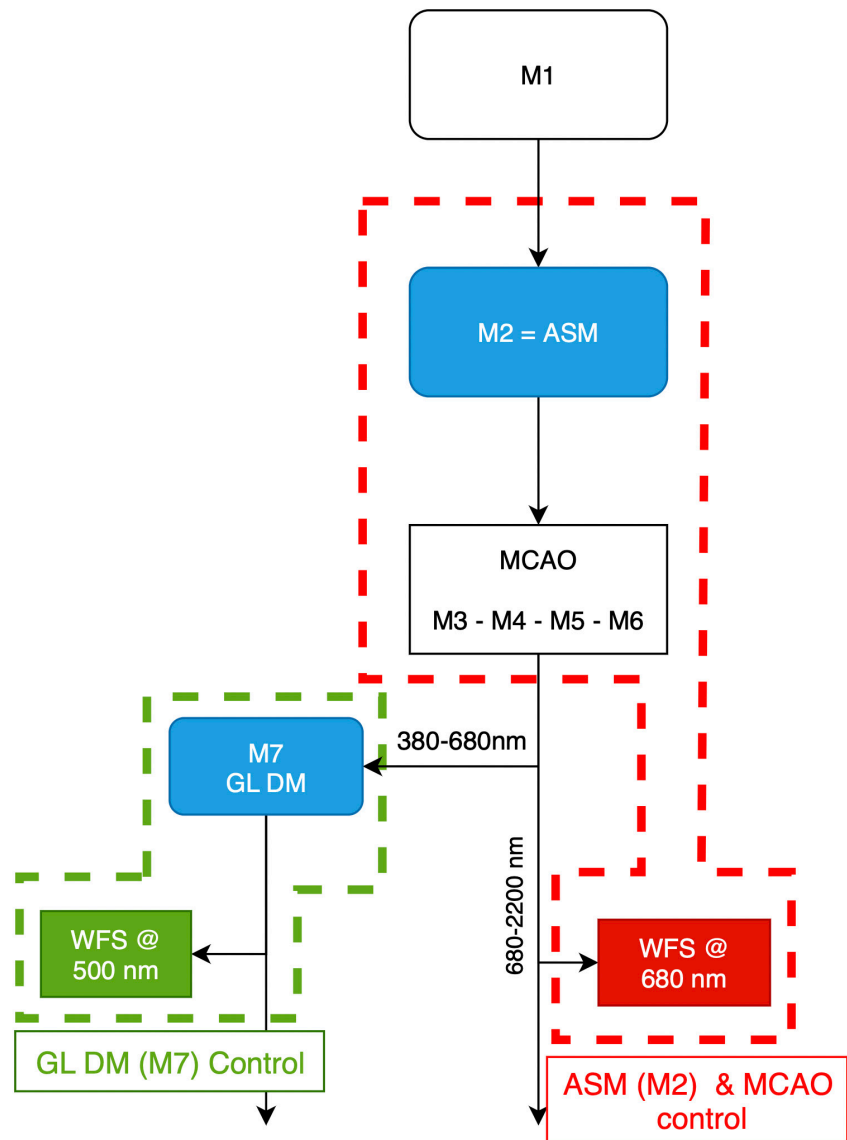 M1
M2 = ASM
MCAO
M3 - M4 - M5 - M6
380-680nm
M7
GL DM
680-2200 nm
WFS @
500 nm
WFS @
680 nm
GL DM (M7) Control
ASM (M2) & MCAO
control